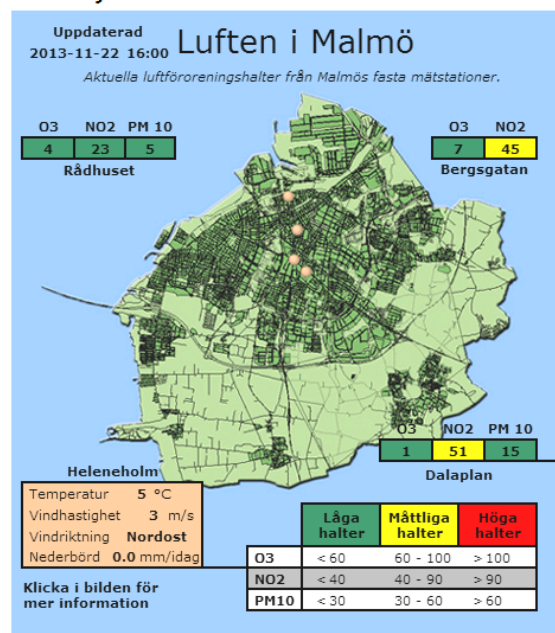 Uppdaterad
2013-11-22 16:00
Luften i Malmö
Aktuella luftföroreningshalter från Malmös fasta mätstationer.
O3 NO2 PM 10
4 23 5
Rådhuset
O3 NO2
7 45
Bergsgatan
O3 NO2 PM 10
1 51 15
Dalaplan
Heleneholm
Temperatur 5 °C
Vindhastighet 3 m/s
Vindriktning Nordost
Nederbörd 0.0 mm/idag
Klicka i bilden för
mer information
Låga halter Måttliga halter Höga halter
O3 < 60 60 - 100 > 100
NO2 < 40 40 - 90 > 90
PM10 < 30 30 - 60 > 60